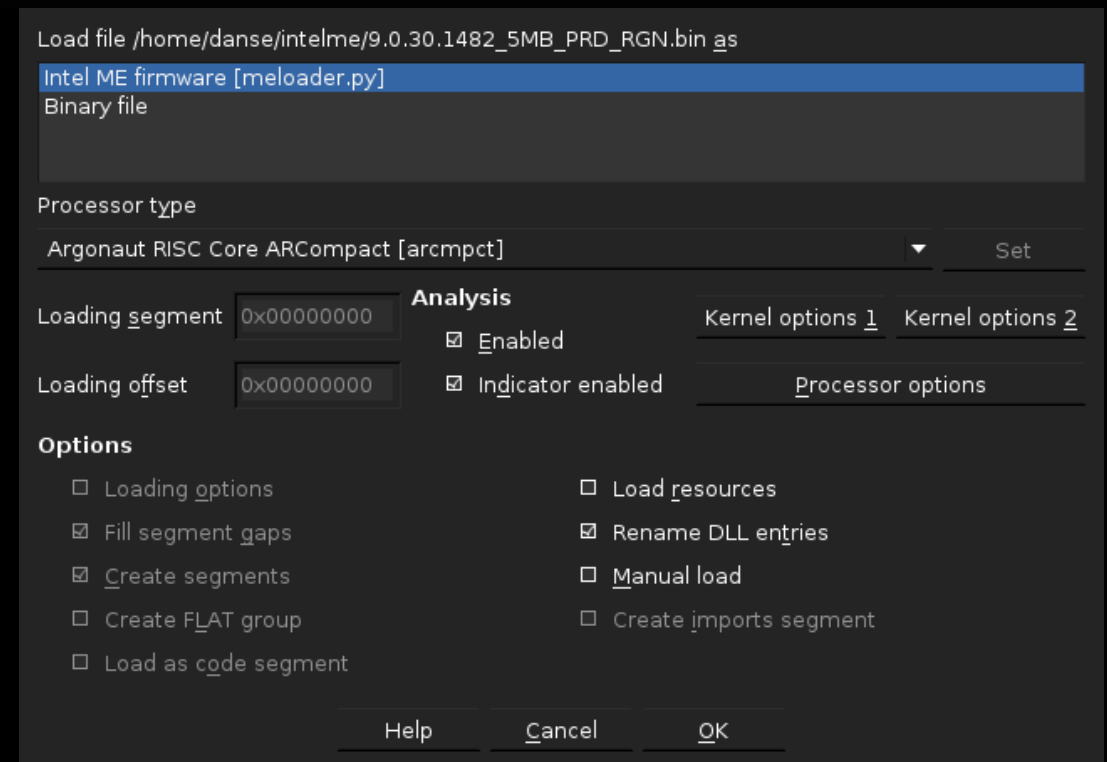 Load file /home/danse/intelme/9.0.30.1482_5MB_PRD_RGN.bin as
Intel ME firmware [meloader.py]
Binary file
Processor type
Argonaut RISC Core ARCompact [arcmpct]
Set
Loading segment 0x00000000
Analysis
Enabled
Kernel options 1 Kernel options 2
Loading offset 0x00000000
Indicator enabled
Processor options
Options
Loading options
Load resources
Fill segment gaps
Rename DLL entries
Create segments
Manual load
Create FLAT group
Create imports segment
Load as code segment
Help Cancel OK